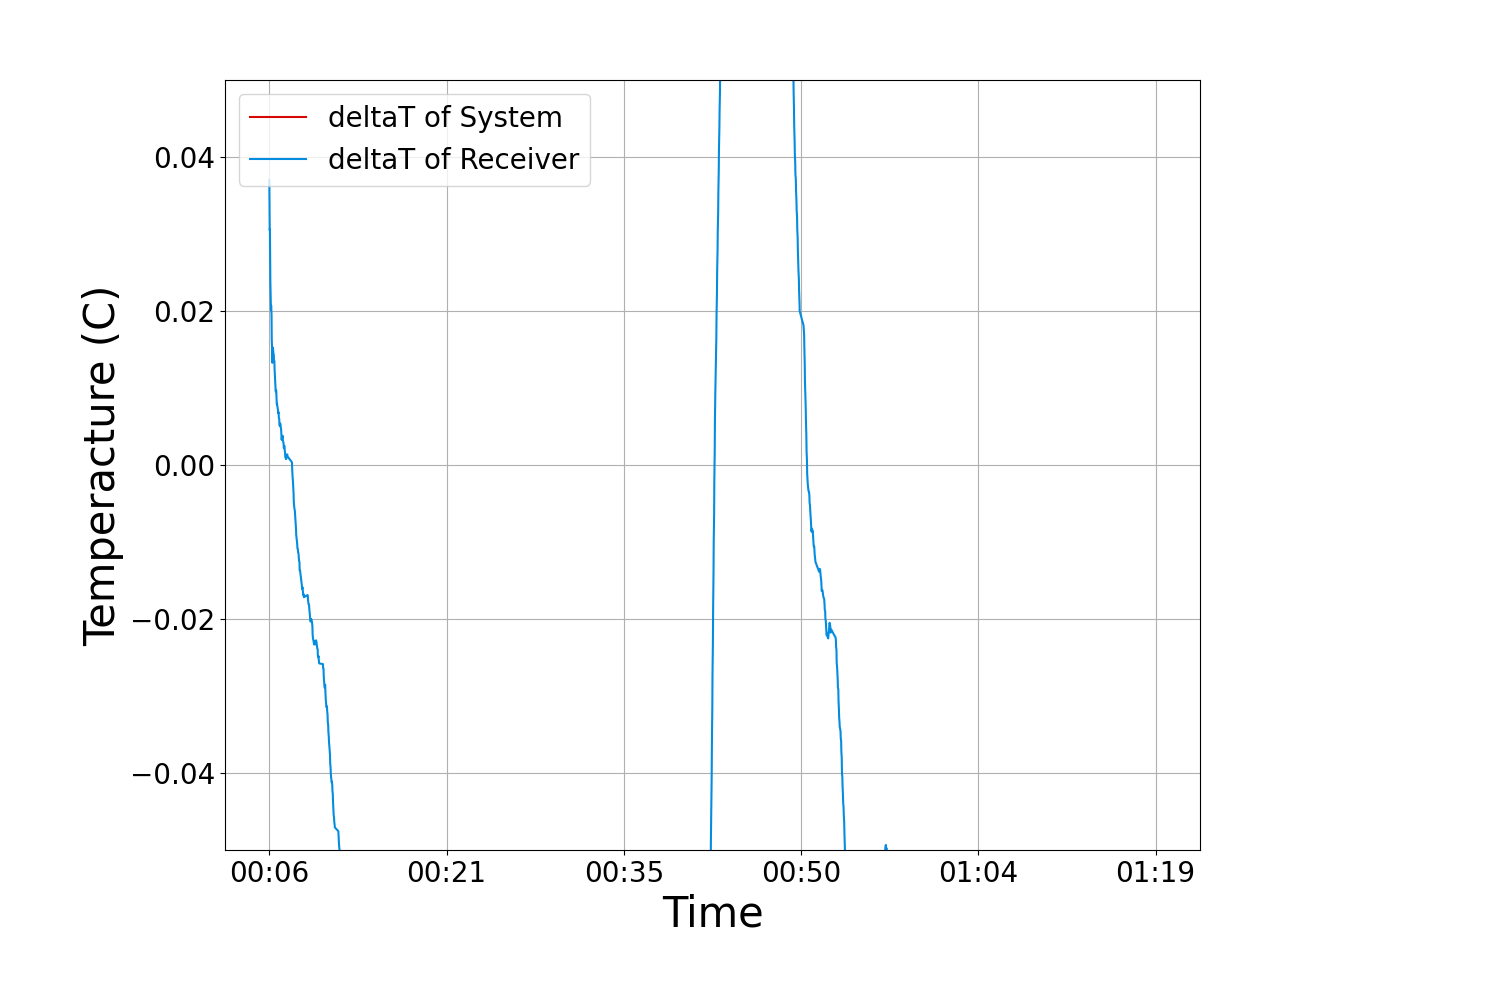 deltaT of System
deltaT of Receiver
0.04
0.02
0.00
−0.02
−0.04
Temperacture (C)
00:06 00:21 00:35 00:50 01:04 01:19
Time